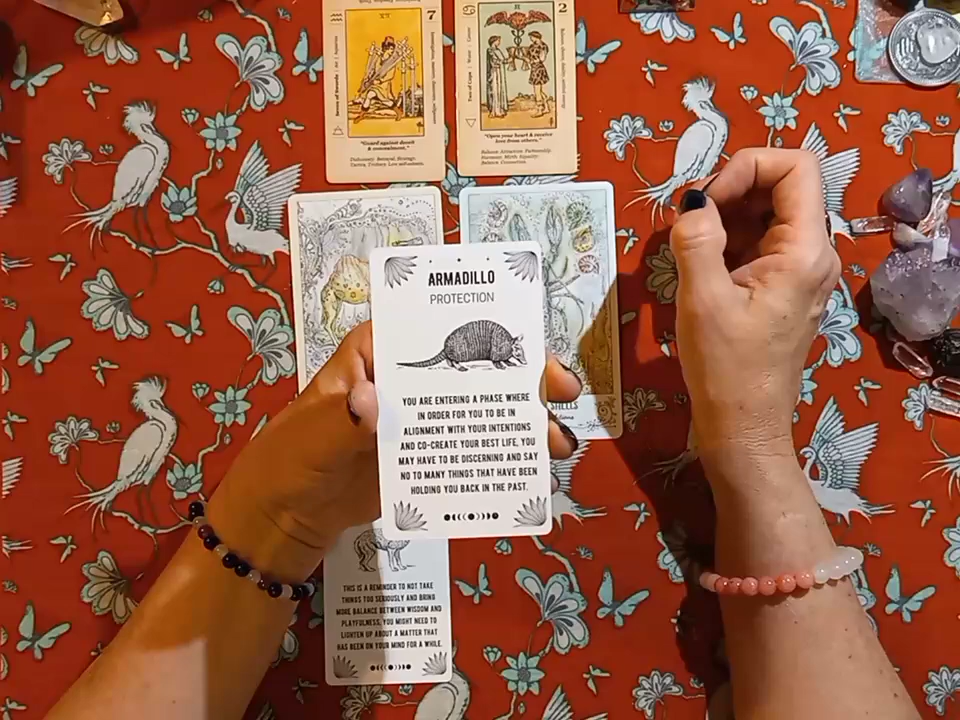 7
2
"Guard against deceit
& concealment."
"Open your heart & receive
love from others."
Balance. Attraction. Partnership.
ARMADILLO
PROTECTION
YOU ARE ENTERING A PHASE WHERE
IN ORDER FOR YOU TO BE IN
ALIGNMENT WITH YOUR INTENTIONS
AND CO-CREATE YOUR BEST LIFE, YOU
MAY HAVE TO BE DISCERNING AND SAY
NO TO MANY THINGS THAT HAVE BEEN
HOLDING YOU BACK IN THE PAST.
SHELLS
THIS IS A REMINDER TO NOT TAKE
THINGS TOO SERIOUSLY AND BRING
MORE BALANCE BETWEEN WISDOM AND
PLAYFULNESS. YOU MIGHT NEED TO
LIGHTEN UP ABOUT A MATTER THAT
HAS BEEN ON YOUR MIND FOR A WHILE.